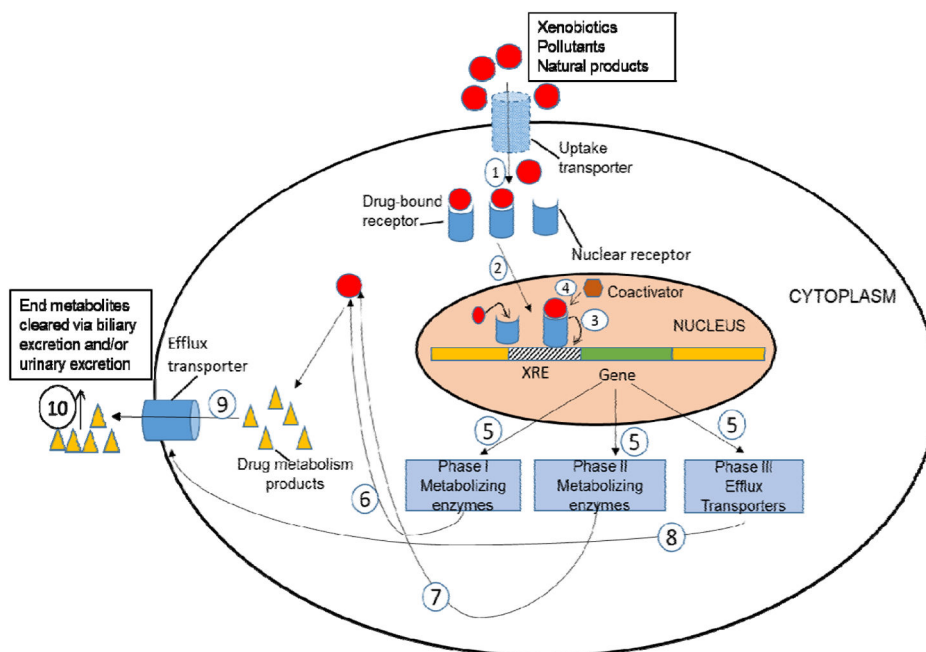 Xenobiotics
Pollutants
Natural products
Uptake
transporter
1
Drug-bound
receptor
Nuclear receptor
2
4
Coactivator
3
NUCLEUS
CYTOPLASM
XRE
Gene
End metabolites
cleared via biliary
excretion and/or
urinary excretion
Efflux
transporter
10
9
Drug metabolism
products
5
5
5
Phase I
Metabolizing
enzymes
Phase II
Metabolizing
enzymes
Phase III
Efflux
Transporters
6
7
8